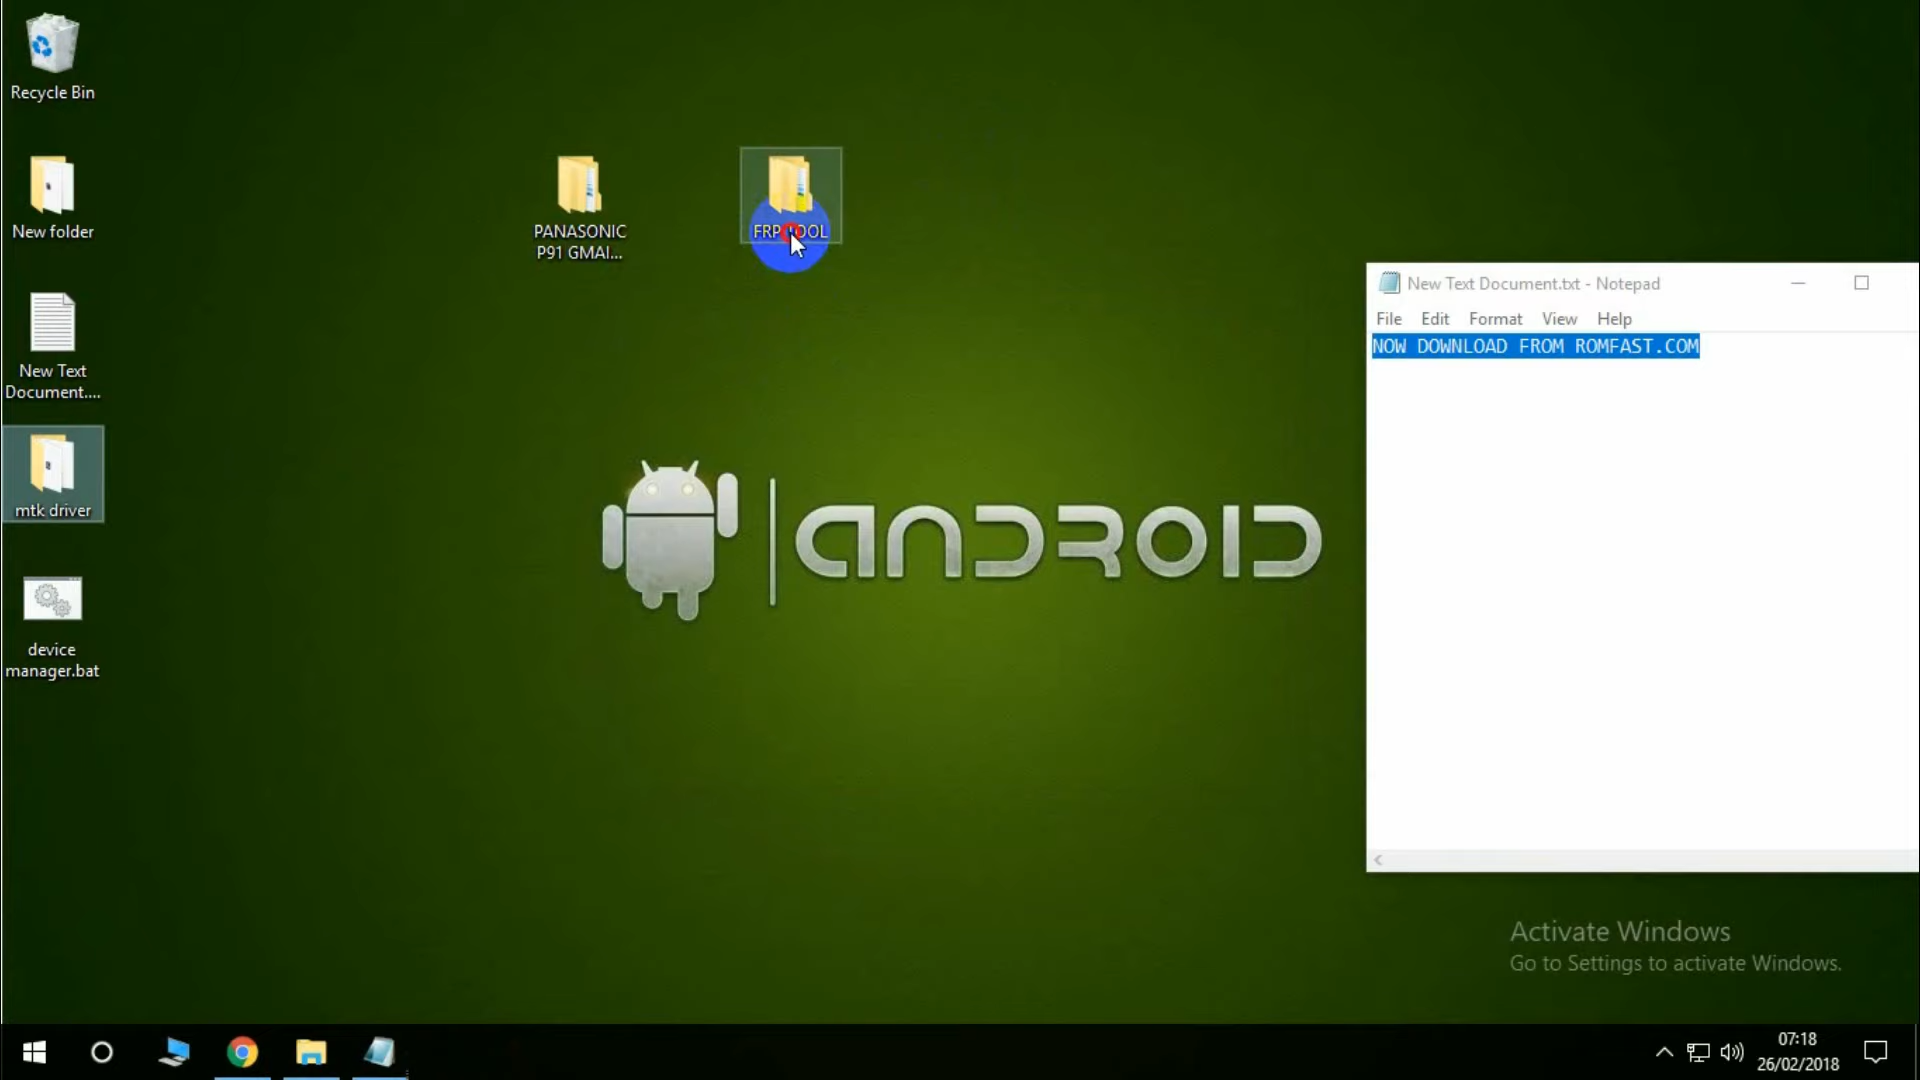 Recycle Bin
New folder
New Text
Document....
mtk driver
device
manager.bat
PANASONIC
P91 GMAI...
FRP TOOL
New Text Document.txt - Notepad
File Edit Format View Help
NOW DOWNLOAD FROM ROMFAST.COM
ANDROID
Activate Windows
Go to Settings to activate Windows.
07:18
26/02/2018